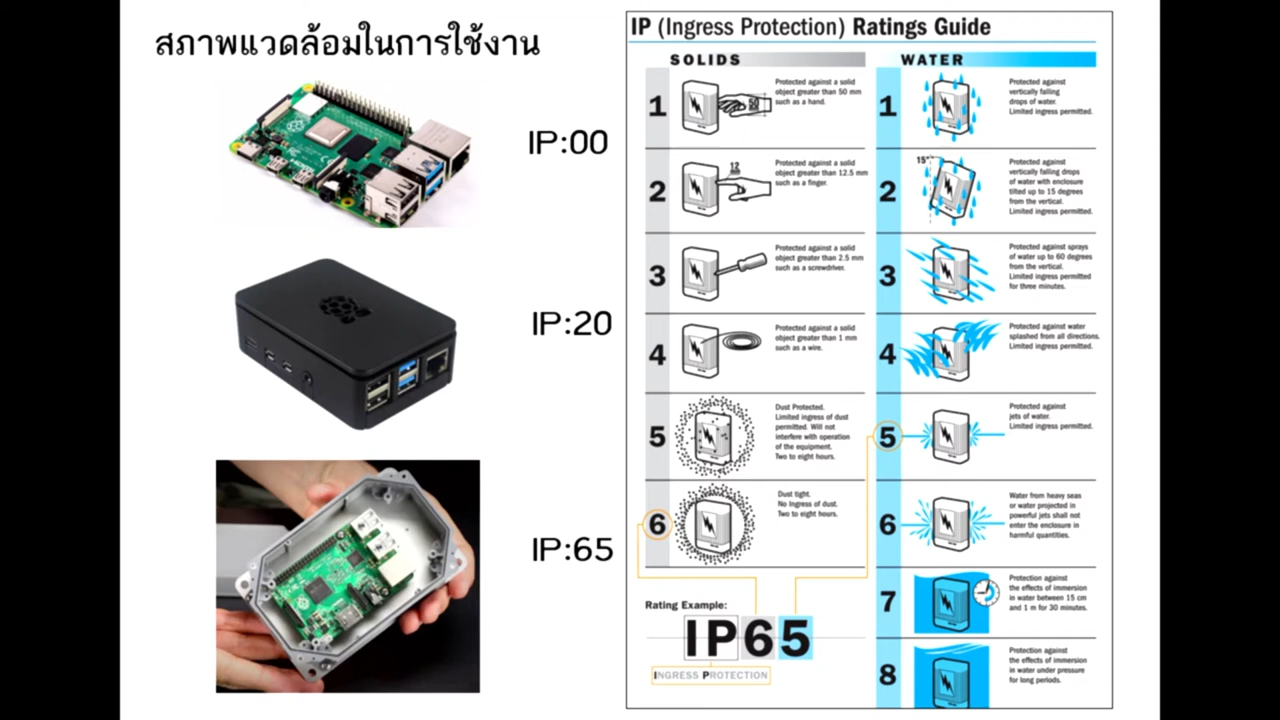 สภาพแวดล้อมในการใช้งาน
IP:00
IP:20
IP:65
IP (Ingress Protection) Ratings Guide
SOLIDS
1
50
Protected against a solid
object greater than 50 mm
such as a hand.
2
12
mm
Protected against a solid
object greater than 12.5 mm
such as a finger.
3
Protected against a solid
object greater than 2.5 mm
such as a screwdriver.
4
Protected against a solid
object greater than 1 mm
such as a wire.
5
Dust Protected.
Limited ingress of dust
permitted. Will not
interfere with operation
of the equipment.
Two to eight hours.
6
Dust tight.
No Ingress of dust.
Two to eight hours.
Rating Example:
IP65
INGRESS PROTECTION
WATER
1
Protected against
vertically falling
drops of water.
Limited ingress permitted.
2
15°
Protected against
vertically falling drops
of water with enclosure
tilted up to 15 degrees
from the vertical.
Limited ingress permitted.
3
Protected against sprays
of water up to 60 degrees
from the vertical.
Limited ingress permitted
for three minutes.
4
Protected against water
splashed from all directions.
Limited ingress permitted.
5
Protected against
jets of water.
Limited ingress permitted.
6
Water from heavy seas
or water projected in
powerful jets shall not
enter the enclosure in
harmful quantities.
7
Protection against
the effects of immersion
in water between 15 cm
and 1 m for 30 minutes.
8
Protection against
the effects of immersion
in water under pressure
for long periods.